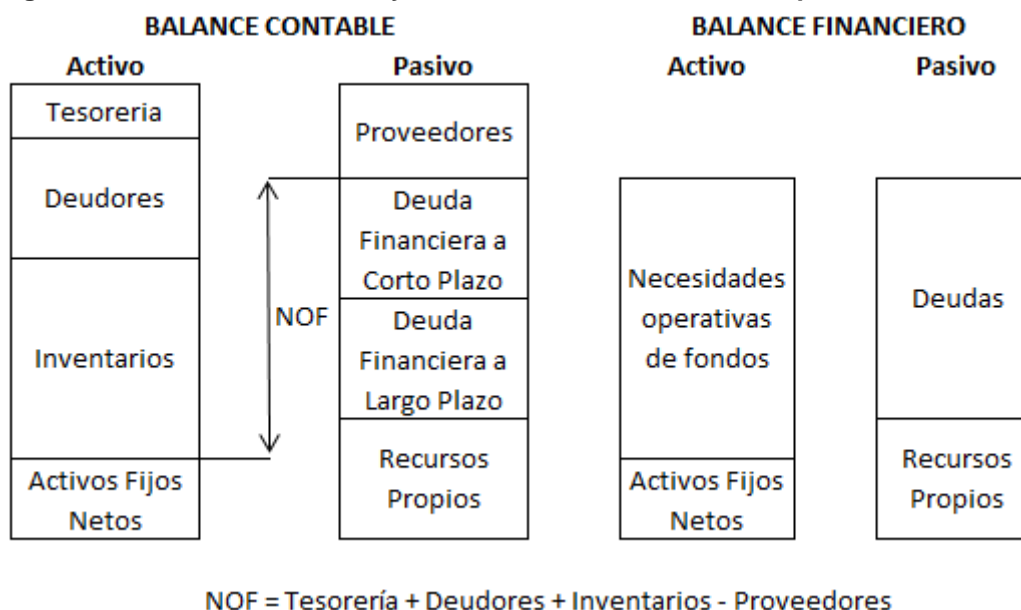 BALANCE CONTABLE
Activo
Pasivo
Tesoreria
Deudores
Inventarios
Activos Fijos
Netos
NOF
Proveedores
Deuda
Financiera a
Corto Plazo
Deuda
Financiera a
Largo Plazo
Recursos
Propios
BALANCE FINANCIERO
Activo
Pasivo
Necesidades
operativas
de fondos
Activos Fijos
Netos
Deudas
Recursos
Propios
NOF = Tesorería + Deudores + Inventarios - Proveedores